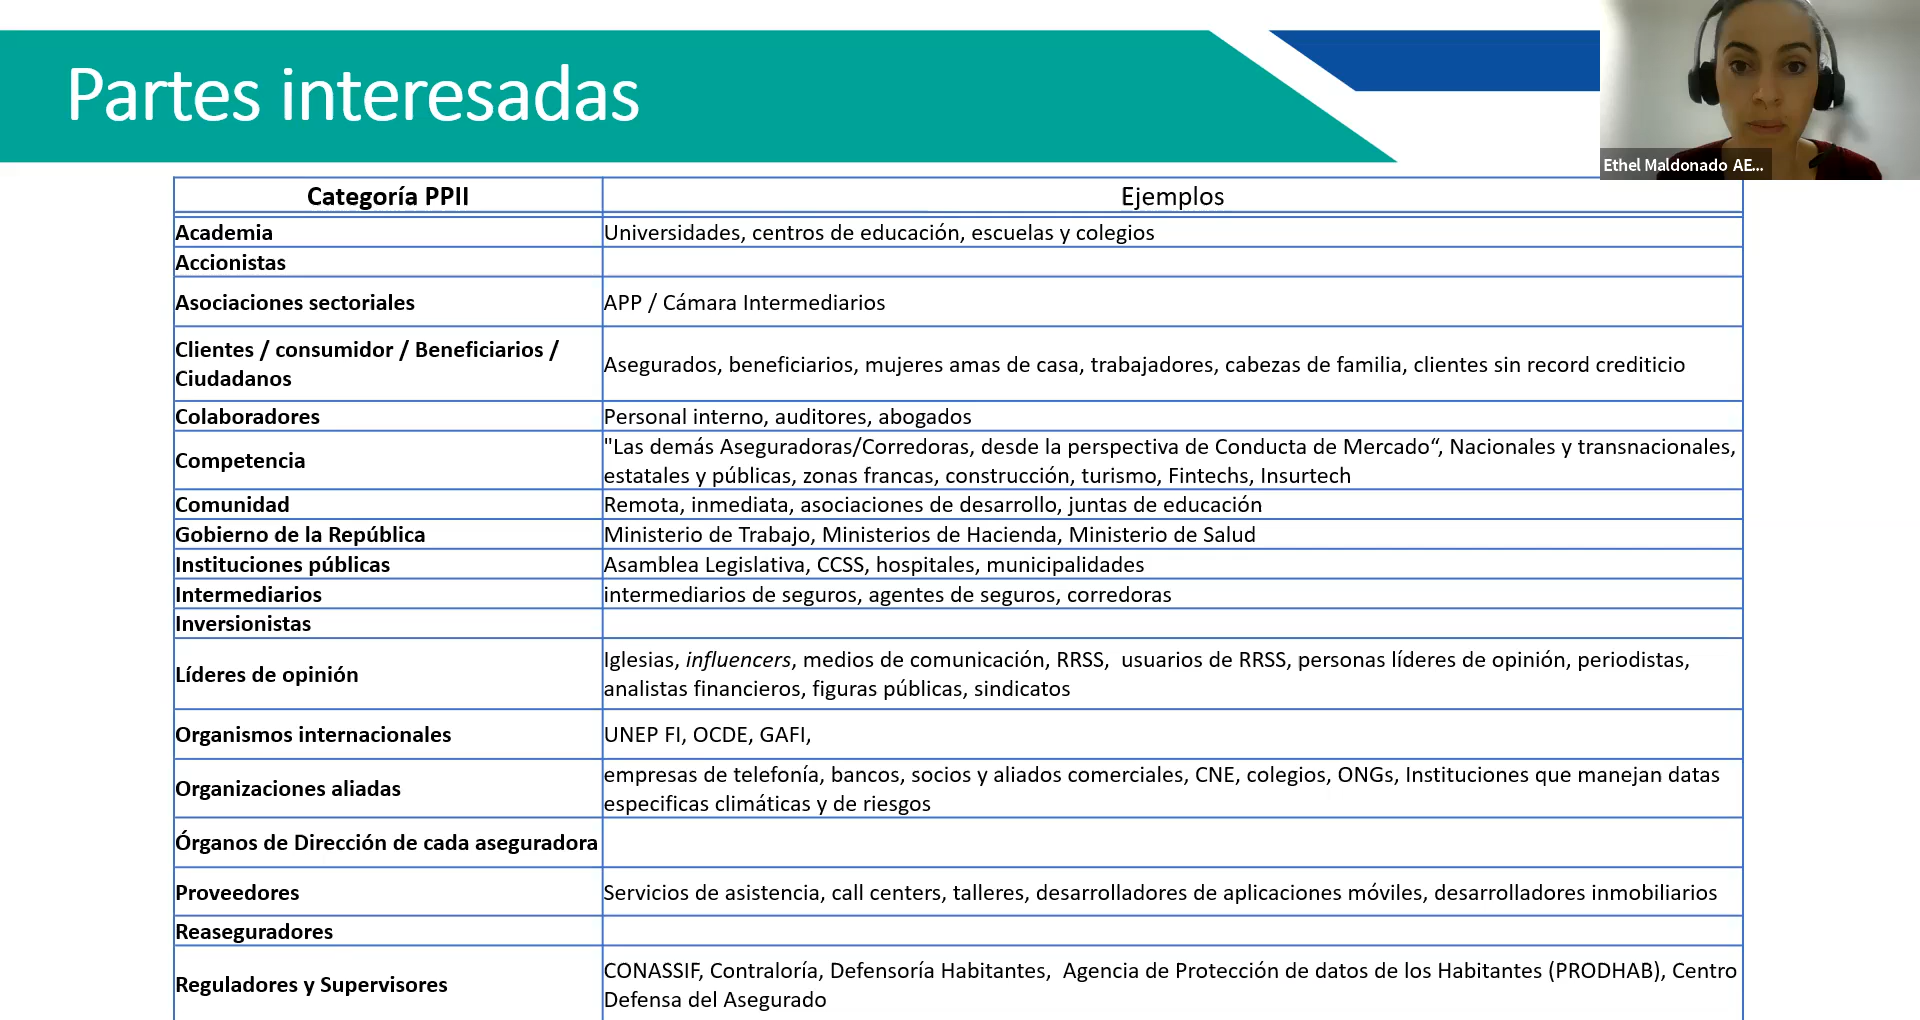 Partes interesadas
Ethel Maldonado AE...
Categoría PPII Ejemplos
Academia Universidades, centros de educación, escuelas y colegios
Accionistas
Asociaciones sectoriales APP / Cámara Intermediarios
Clientes / consumidor / Beneficiarios /
Ciudadanos
Asegurados, beneficiarios, mujeres amas de casa, trabajadores, cabezas de familia, clientes sin record crediticio
Colaboradores Personal interno, auditores, abogados
Competencia
"Las demás Aseguradoras/Corredoras, desde la perspectiva de Conducta de Mercado“, Nacionales y transnacionales,
estatales y públicas, zonas francas, construcción, turismo, Fintechs, Insurtech
Comunidad Remota, inmediata, asociaciones de desarrollo, juntas de educación
Gobierno de la República Ministerio de Trabajo, Ministerios de Hacienda, Ministerio de Salud
Instituciones públicas Asamblea Legislativa, CCSS, hospitales, municipalidades
Intermediarios intermediarios de seguros, agentes de seguros, corredoras
Inversionistas
Líderes de opinión
Iglesias, influencers, medios de comunicación, RRSS, usuarios de RRSS, personas líderes de opinión, periodistas,
analistas financieros, figuras públicas, sindicatos
Organismos internacionales UNEP FI, OCDE, GAFI,
Organizaciones aliadas
empresas de telefonía, bancos, socios y aliados comerciales, CNE, colegios, ONGs, Instituciones que manejan datas
especificas climáticas y de riesgos
Órganos de Dirección de cada aseguradora
Proveedores Servicios de asistencia, call centers, talleres, desarrolladores de aplicaciones móviles, desarrolladores inmobiliarios
Reaseguradores
Reguladores y Supervisores
CONASSIF, Contraloría, Defensoría Habitantes, Agencia de Protección de datos de los Habitantes (PRODHAB), Centro
Defensa del Asegurado